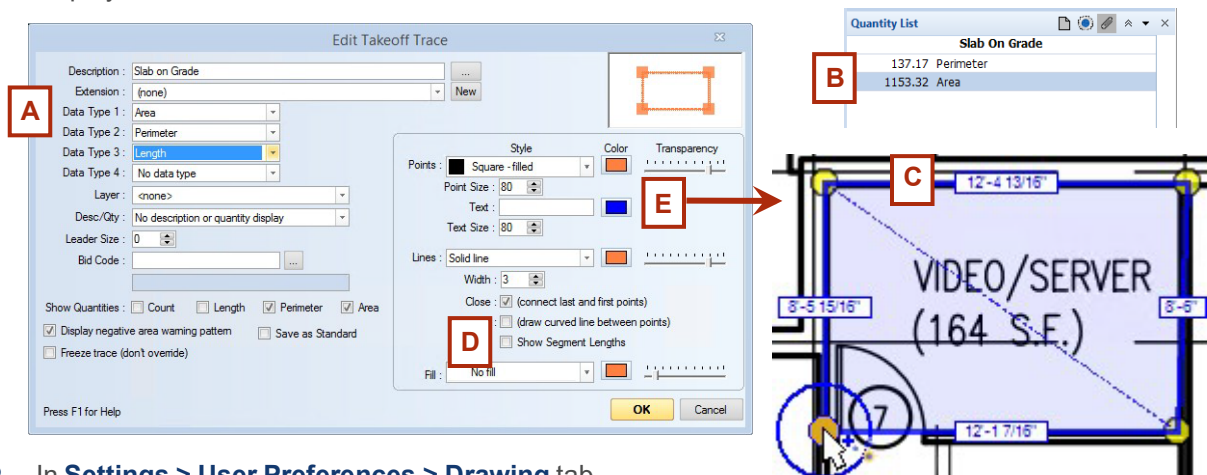 Edit Takeoff Trace
Description : Slab on Grade ...
Extension : (none) New
A
Data Type 1 : Area
Data Type 2 : Perimeter
Data Type 3 : Length
Data Type 4 : No data type
Layer : <none>
Desc/Qty : No description or quantity display
Leader Size : 0
Bid Code : ...
Show Quantities : Count Length Perimeter Area
Display negative area warning pattern Save as Standard
Freeze trace (don't override)
Press F1 for Help
Style Color Transparency
Points : Square - filled
Point Size : 80
Text :
E
Text Size : 80
Lines : Solid line
Width : 3
Close : (connect last and first points)
: (draw curved line between points)
D
Show Segment Lengths
Fill : No fill
OK Cancel
Quantity List
Slab On Grade
B
137.17 Perimeter
1153.32 Area
C
12'-4 13/16"
VIDEO/SERVER
8'-5 15/16" 8'-6"
(164 S.F.)
7
12'-1 7/16"
In Settings > User Preferences > Drawing tab